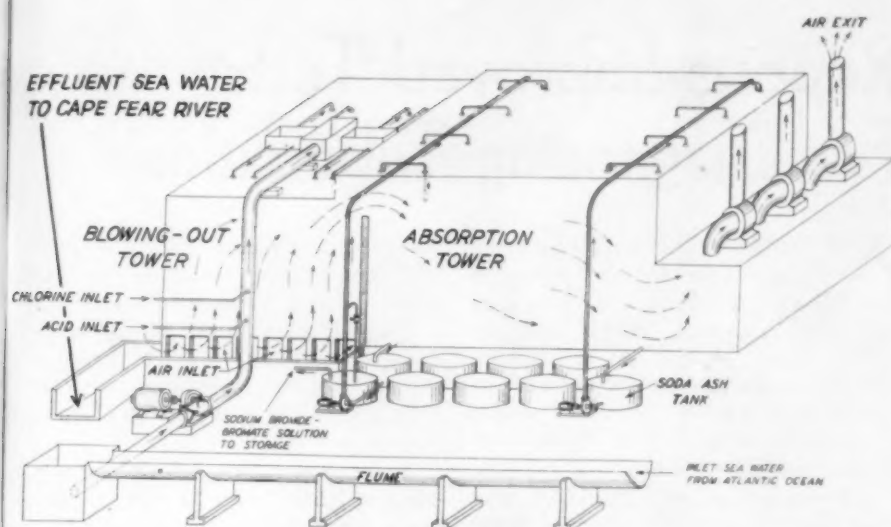 AIR EXIT
EFFLUENT SEA WATER
TO CAPE FEAR RIVER
BLOWING-OUT
TOWER
ABSORPTION
TOWER
CHLORINE INLET
ACID INLET
AIR INLET
SODA ASH
TANK
SODIUM BROMIDE-
BROMATE SOLUTION
TO STORAGE
INLET SEA WATER
FROM ATLANTIC OCEAN
FLUME